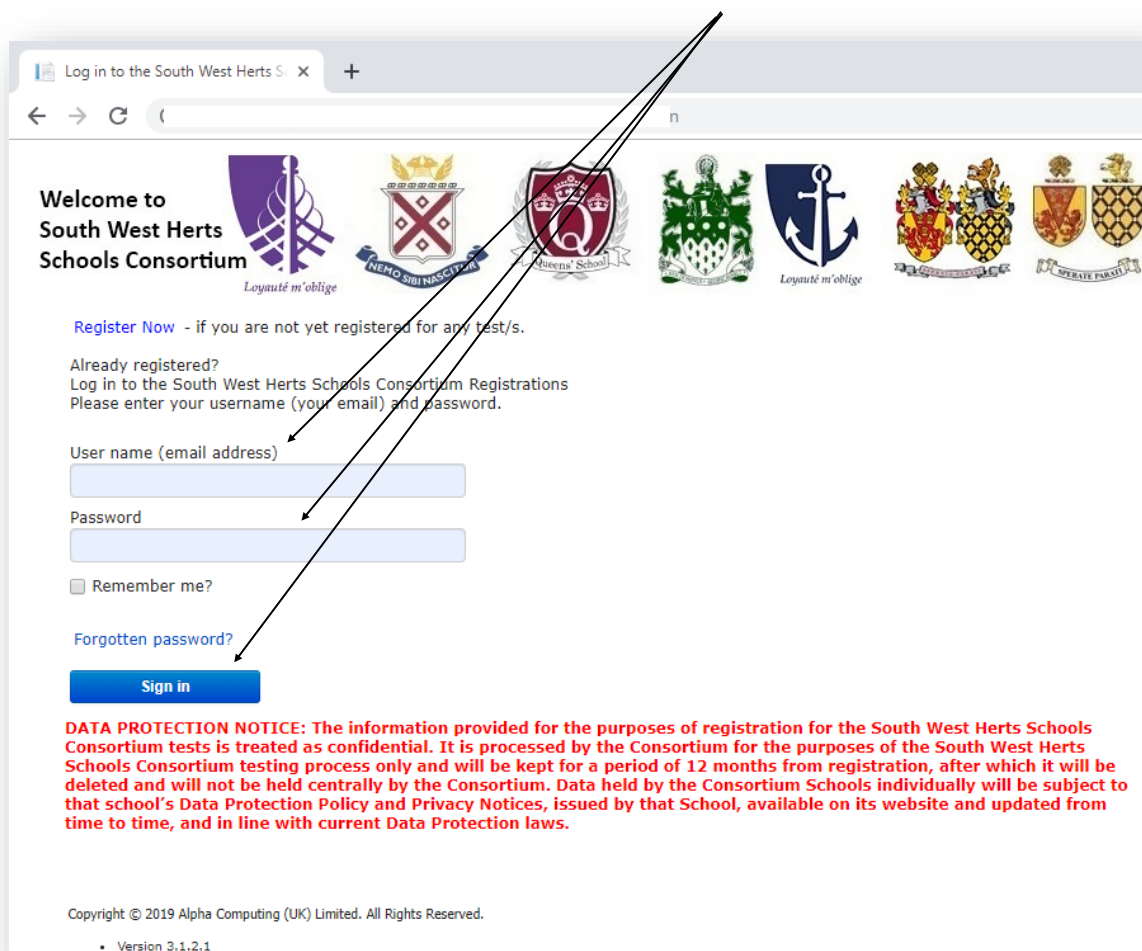 Log in to the South West Herts S
n
Welcome to
South West Herts
Schools Consortium
Loyauté m'oblige
NEMO SIBI NASCITUR
Queens' School
Loyauté m'oblige
SPERATE PARATI
Register Now - if you are not yet registered for any test/s.
Already registered?
Log in to the South West Herts Schools Consortium Registrations
Please enter your username (your email) and password.
User name (email address)
Password
Remember me?
Forgotten password?
Sign in
DATA PROTECTION NOTICE: The information provided for the purposes of registration for the South West Herts Schools
Consortium tests is treated as confidential. It is processed by the Consortium for the purposes of the South West Herts
Schools Consortium testing process only and will be kept for a period of 12 months from registration, after which it will be
deleted and will not be held centrally by the Consortium. Data held by the Consortium Schools individually will be subject to
that school's Data Protection Policy and Privacy Notices, issued by that School, available on its website and updated from
time to time, and in line with current Data Protection laws.
Copyright © 2019 Alpha Computing (UK) Limited. All Rights Reserved.
• Version 3.1.2.1